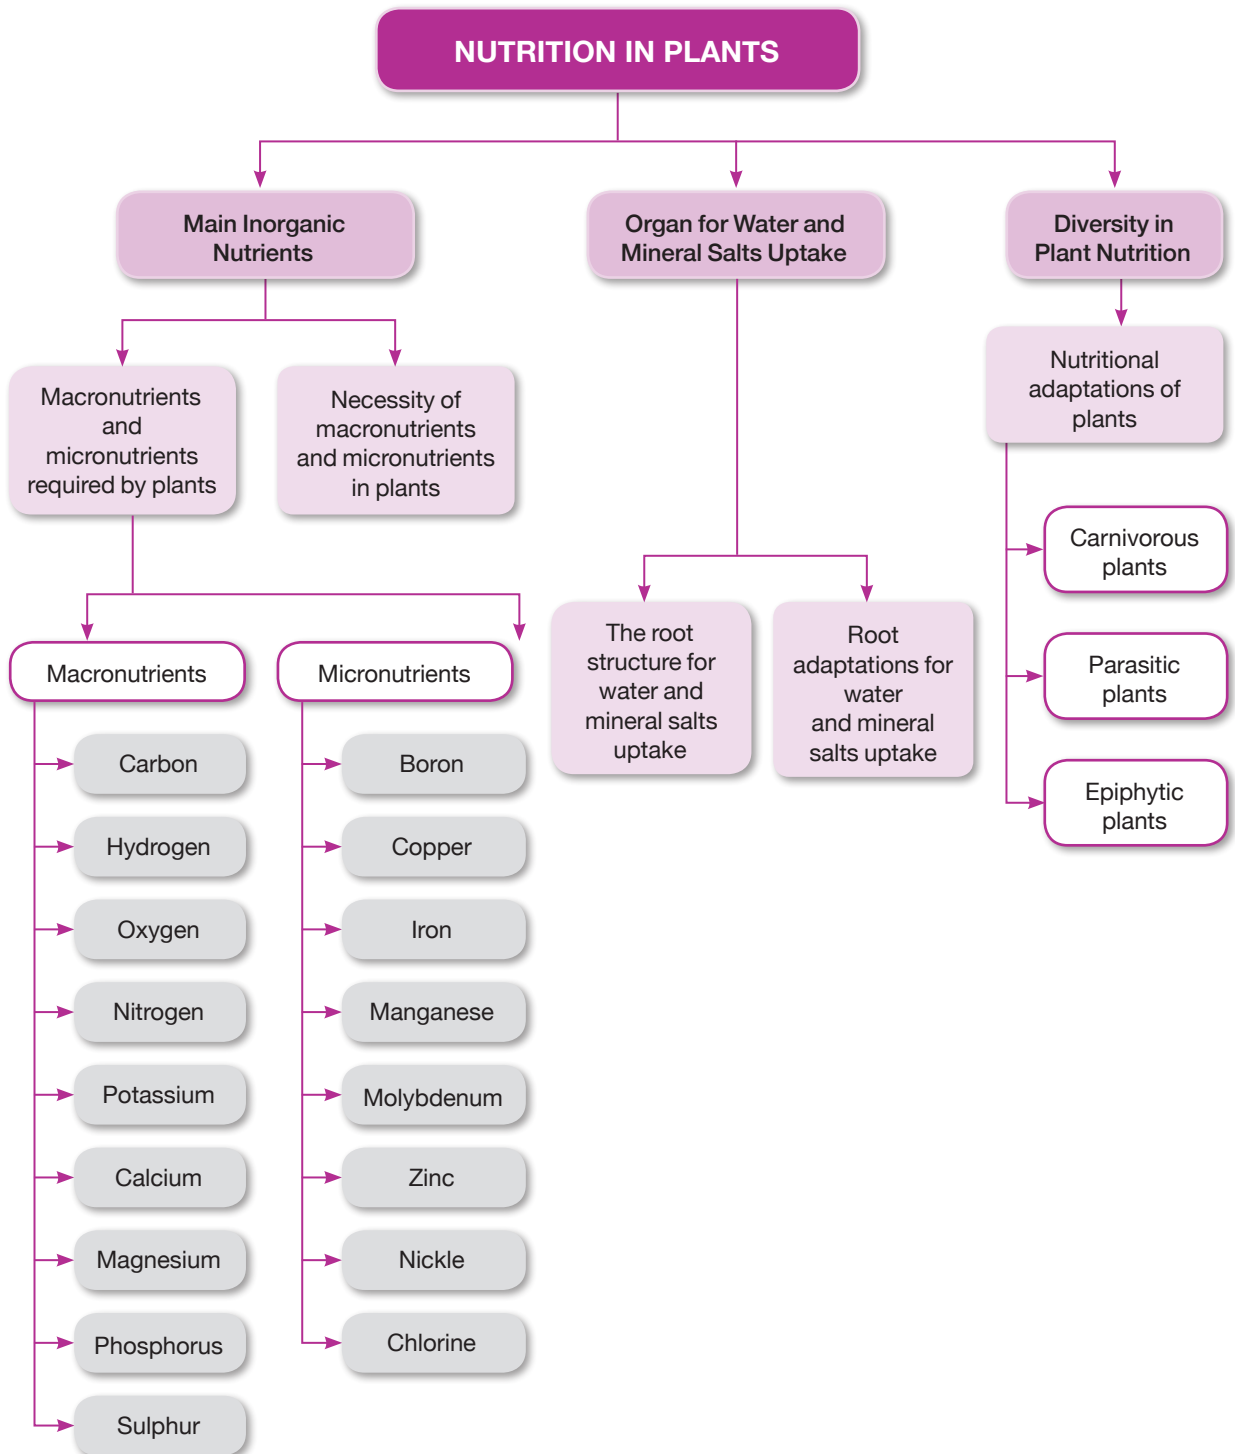 NUTRITION IN PLANTS
Main Inorganic
Nutrients
Organ for Water and
Mineral Salts Uptake
Diversity in
Plant Nutrition
Macronutrients
and
micronutrients
required by plants
Necessity of
macronutrients
and micronutrients
in plants
Nutritional
adaptations of
plants
Carnivorous
plants
Parasitic
plants
Epiphytic
plants
The root
structure for
water and
mineral salts
uptake
Root
adaptations for
water
and mineral
salts uptake
Macronutrients
Carbon
Hydrogen
Oxygen
Nitrogen
Potassium
Calcium
Magnesium
Phosphorus
Sulphur
Micronutrients
Boron
Copper
Iron
Manganese
Molybdenum
Zinc
Nickle
Chlorine